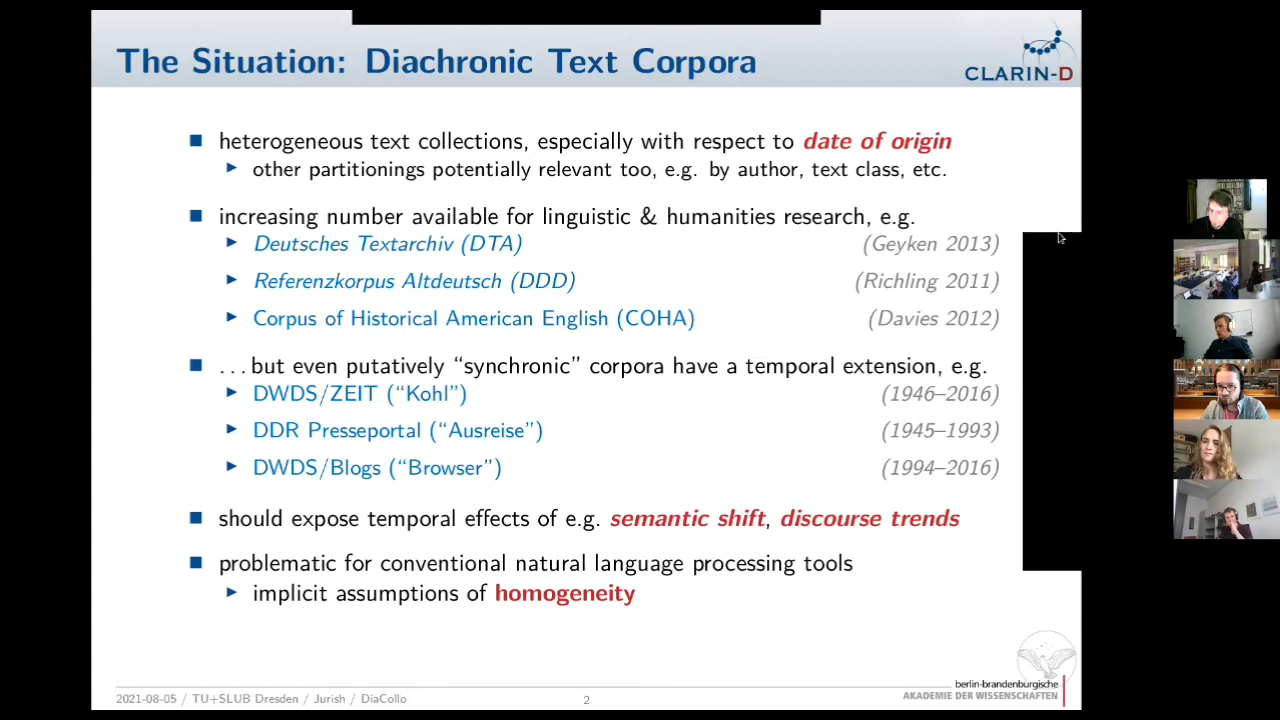 The Situation: Diachronic Text Corpora
CLARIN-D
heterogeneous text collections, especially with respect to date of origin
other partitionings potentially relevant too, e.g. by author, text class, etc.
increasing number available for linguistic & humanities research, e.g.
Deutsches Textarchiv (DTA) (Geyken 2013)
Referenzkorpus Altdeutsch (DDD) (Richling 2011)
Corpus of Historical American English (COHA) (Davies 2012)
...but even putatively “synchronic” corpora have a temporal extension, e.g.
DWDS/ZEIT (“Kohl”) (1946–2016)
DDR Presseportal (“Ausreise”) (1945–1993)
DWDS/Blogs (“Browser”) (1994–2016)
should expose temporal effects of e.g. semantic shift, discourse trends
problematic for conventional natural language processing tools
implicit assumptions of homogeneity
2021-08-05 / TU+SLUB Dresden / Jurish / DiaCollo
2
berlin-brandenburgische
AKADEMIE DER WISSENSCHAFTEN